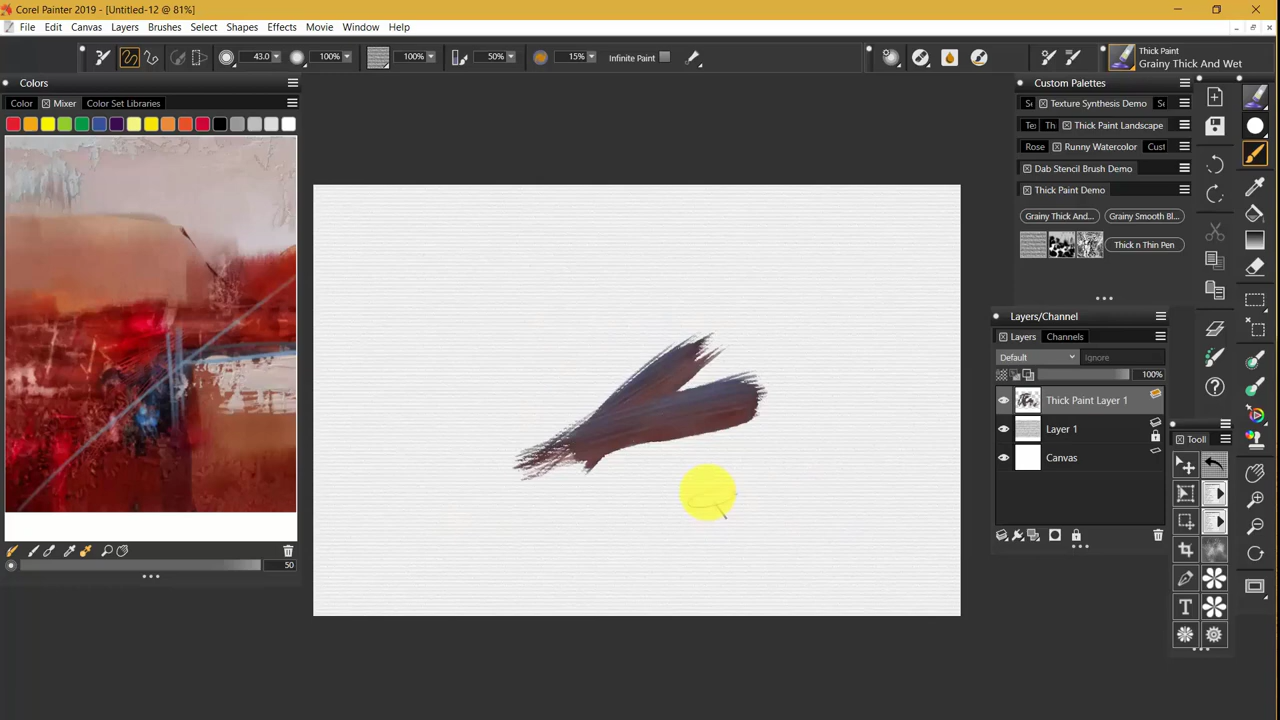 Corel Painter 2019 - [Untitled-12 @ 81%]
File Edit Canvas Layers Brushes Select Shapes Effects Movie Window Help
43.0 100% 100% 50% 15% Infinite Paint
Thick Paint
Grainy Thick And Wet
Colors
Color Mixer Color Set Libraries
50
Custom Palettes
Texture Synthesis Demo
Thick Paint Landscape
Rose Runny Watercolor Cust
Dab Stencil Brush Demo
Thick Paint Demo
Grainy Thick And... Grainy Smooth Bl...
Thick n Thin Pen
Layers/Channel
Layers Channels
Default Ignore
100%
Thick Paint Layer 1
Layer 1
Canvas
Tooll